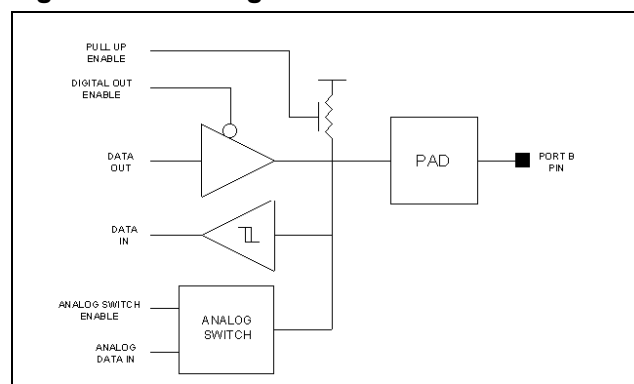 PULL UP
ENABLE
DIGITAL OUT
ENABLE
DATA
OUT
PAD
PORT B
PIN
DATA
IN
ANALOG SWITCH
ENABLE
ANALOG
SWITCH
ANALOG
DATA IN